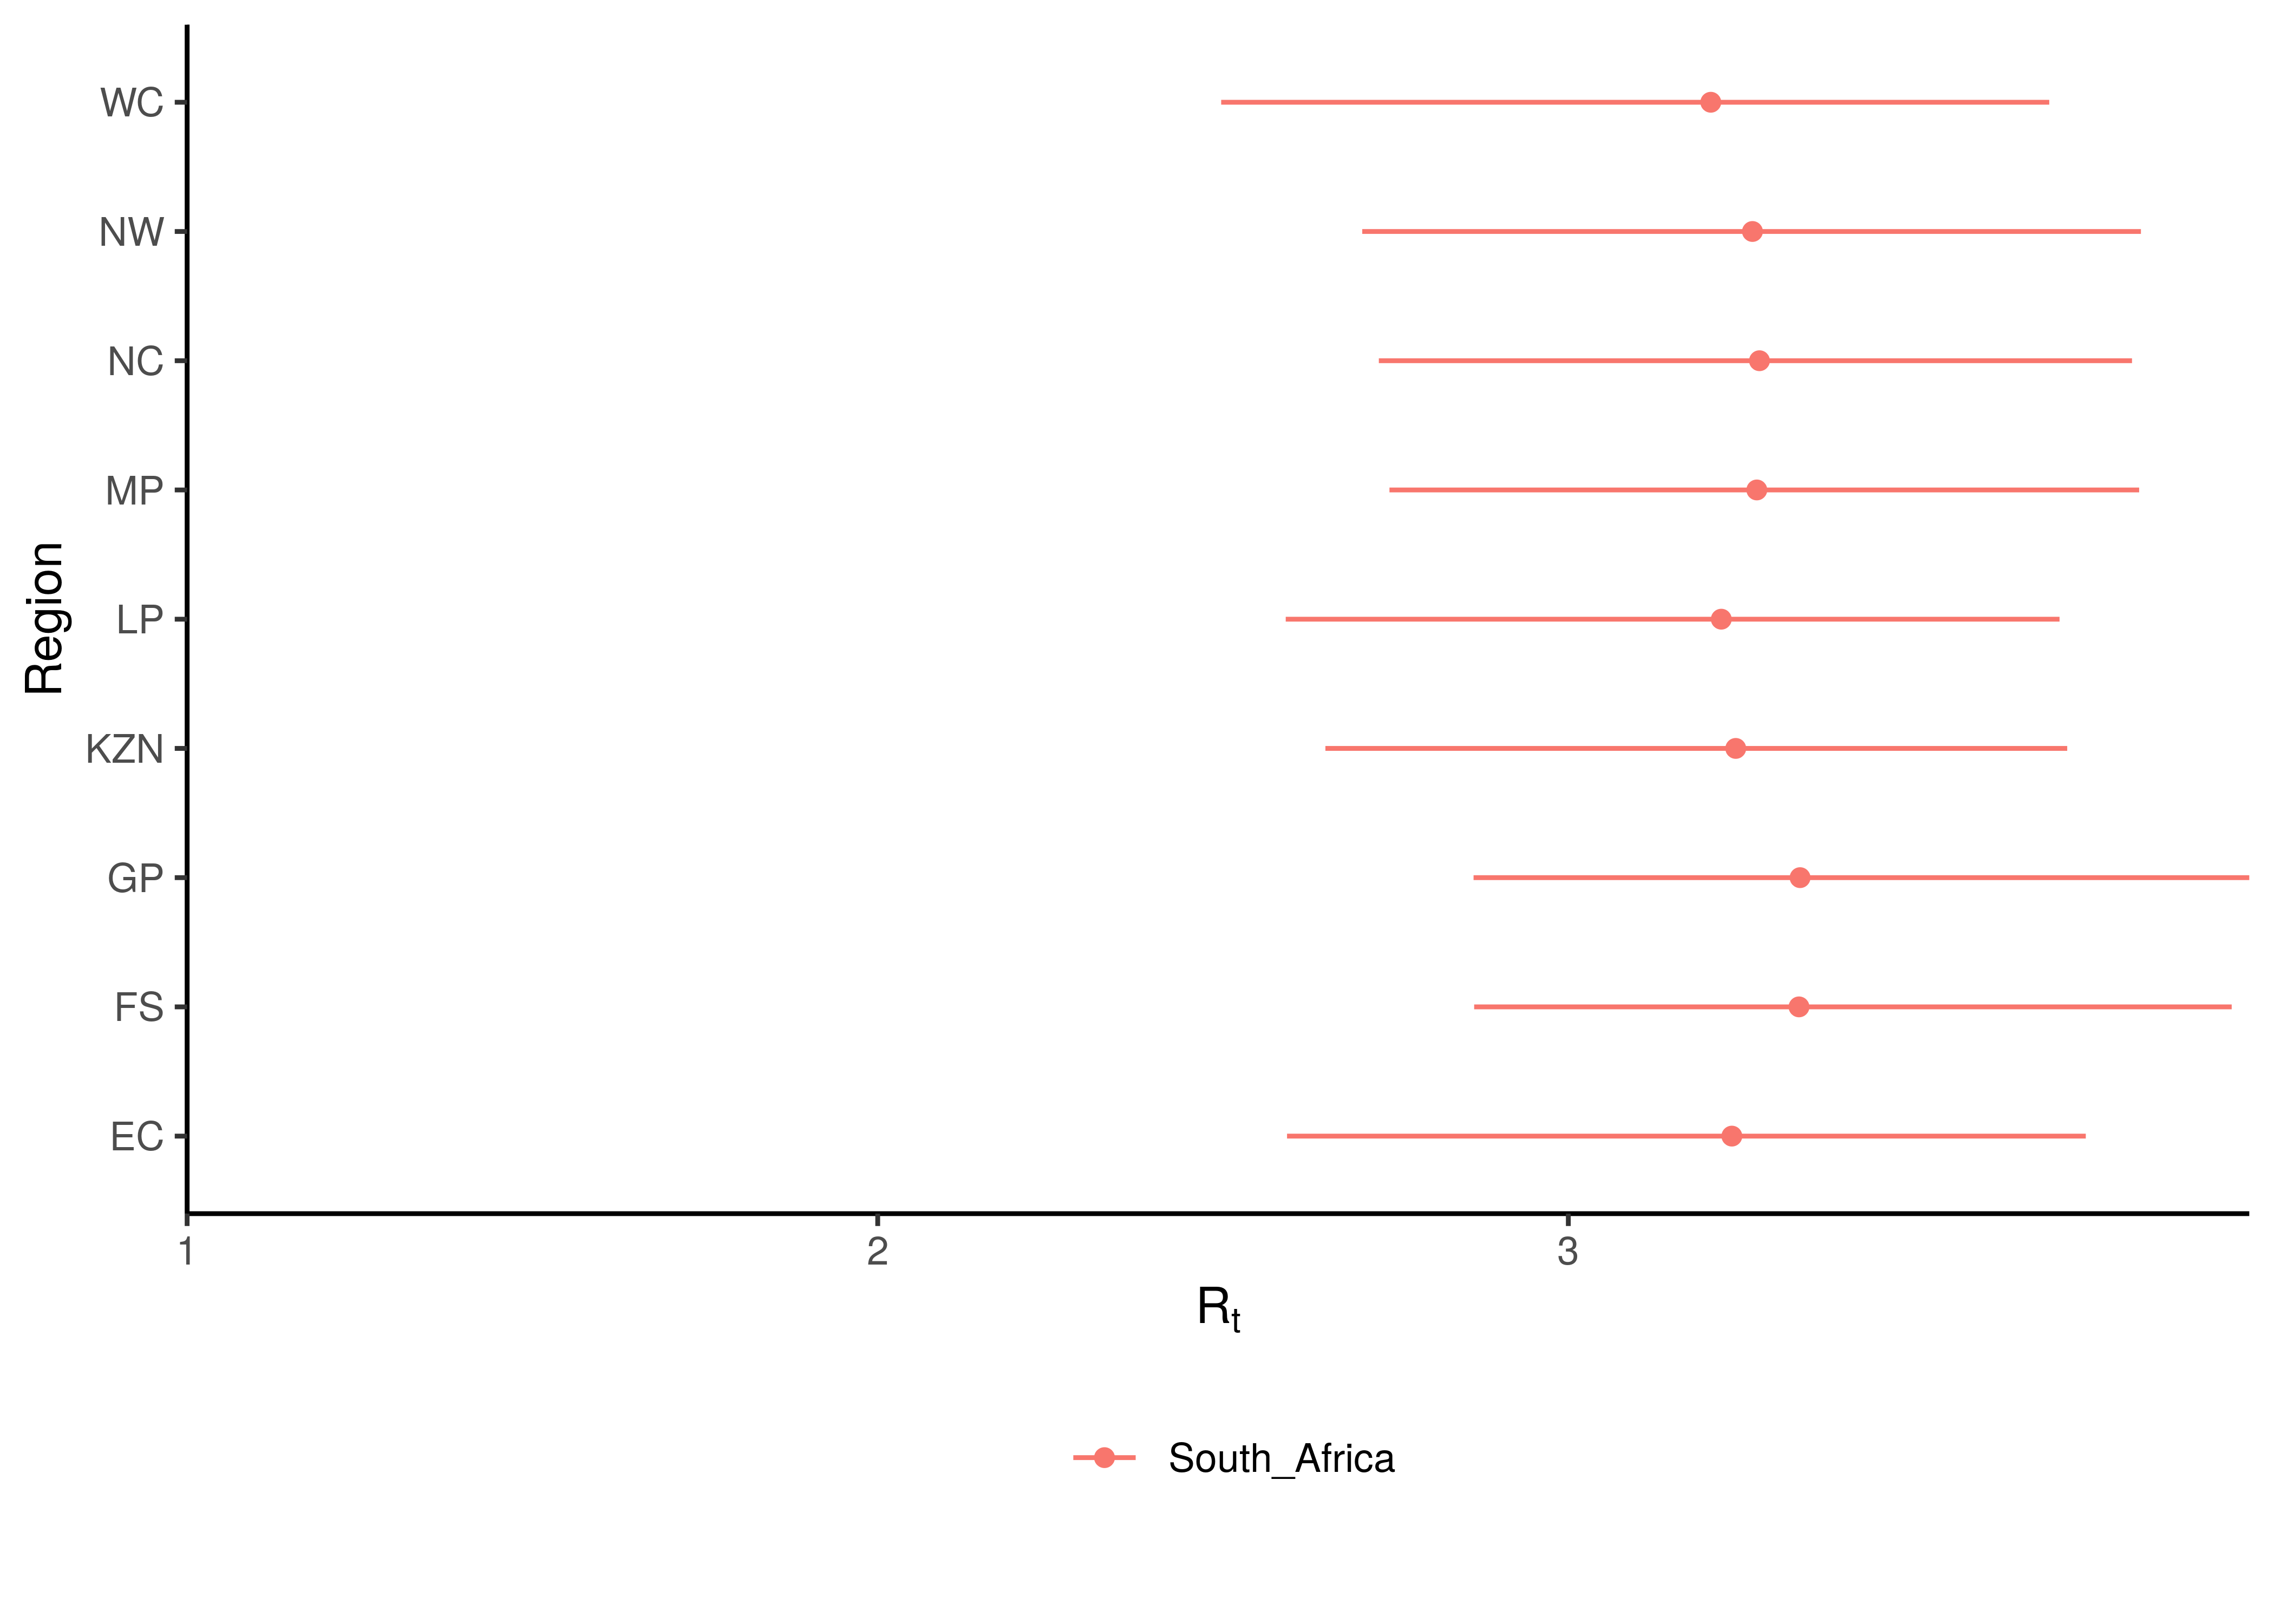 WC
NW
NC
MP
LP
KZN
GP
FS
EC
Region
1 2 3
Rt
South_Africa